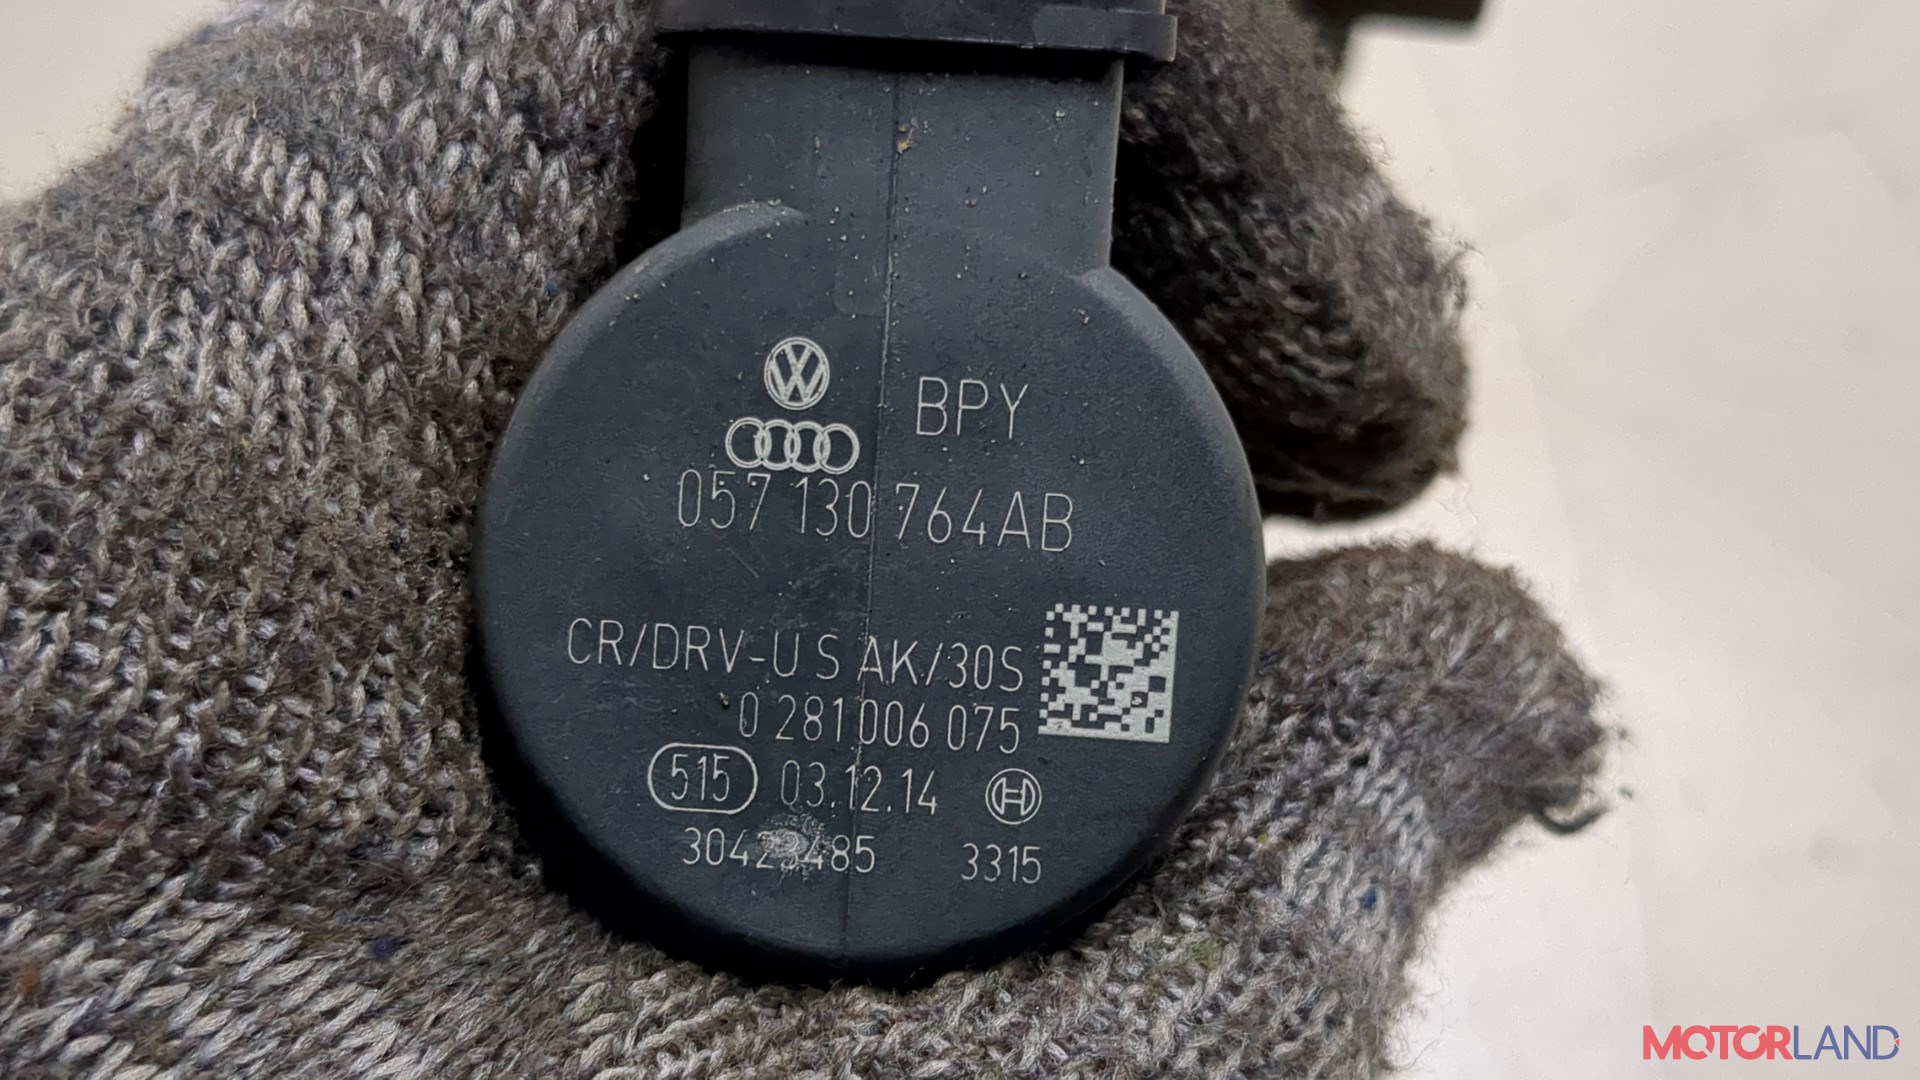 BPY
057 130 764AB
CR/DRV-U S AK/30S
0 281 006 075
515 03.12.14
3315
MOTORLAND